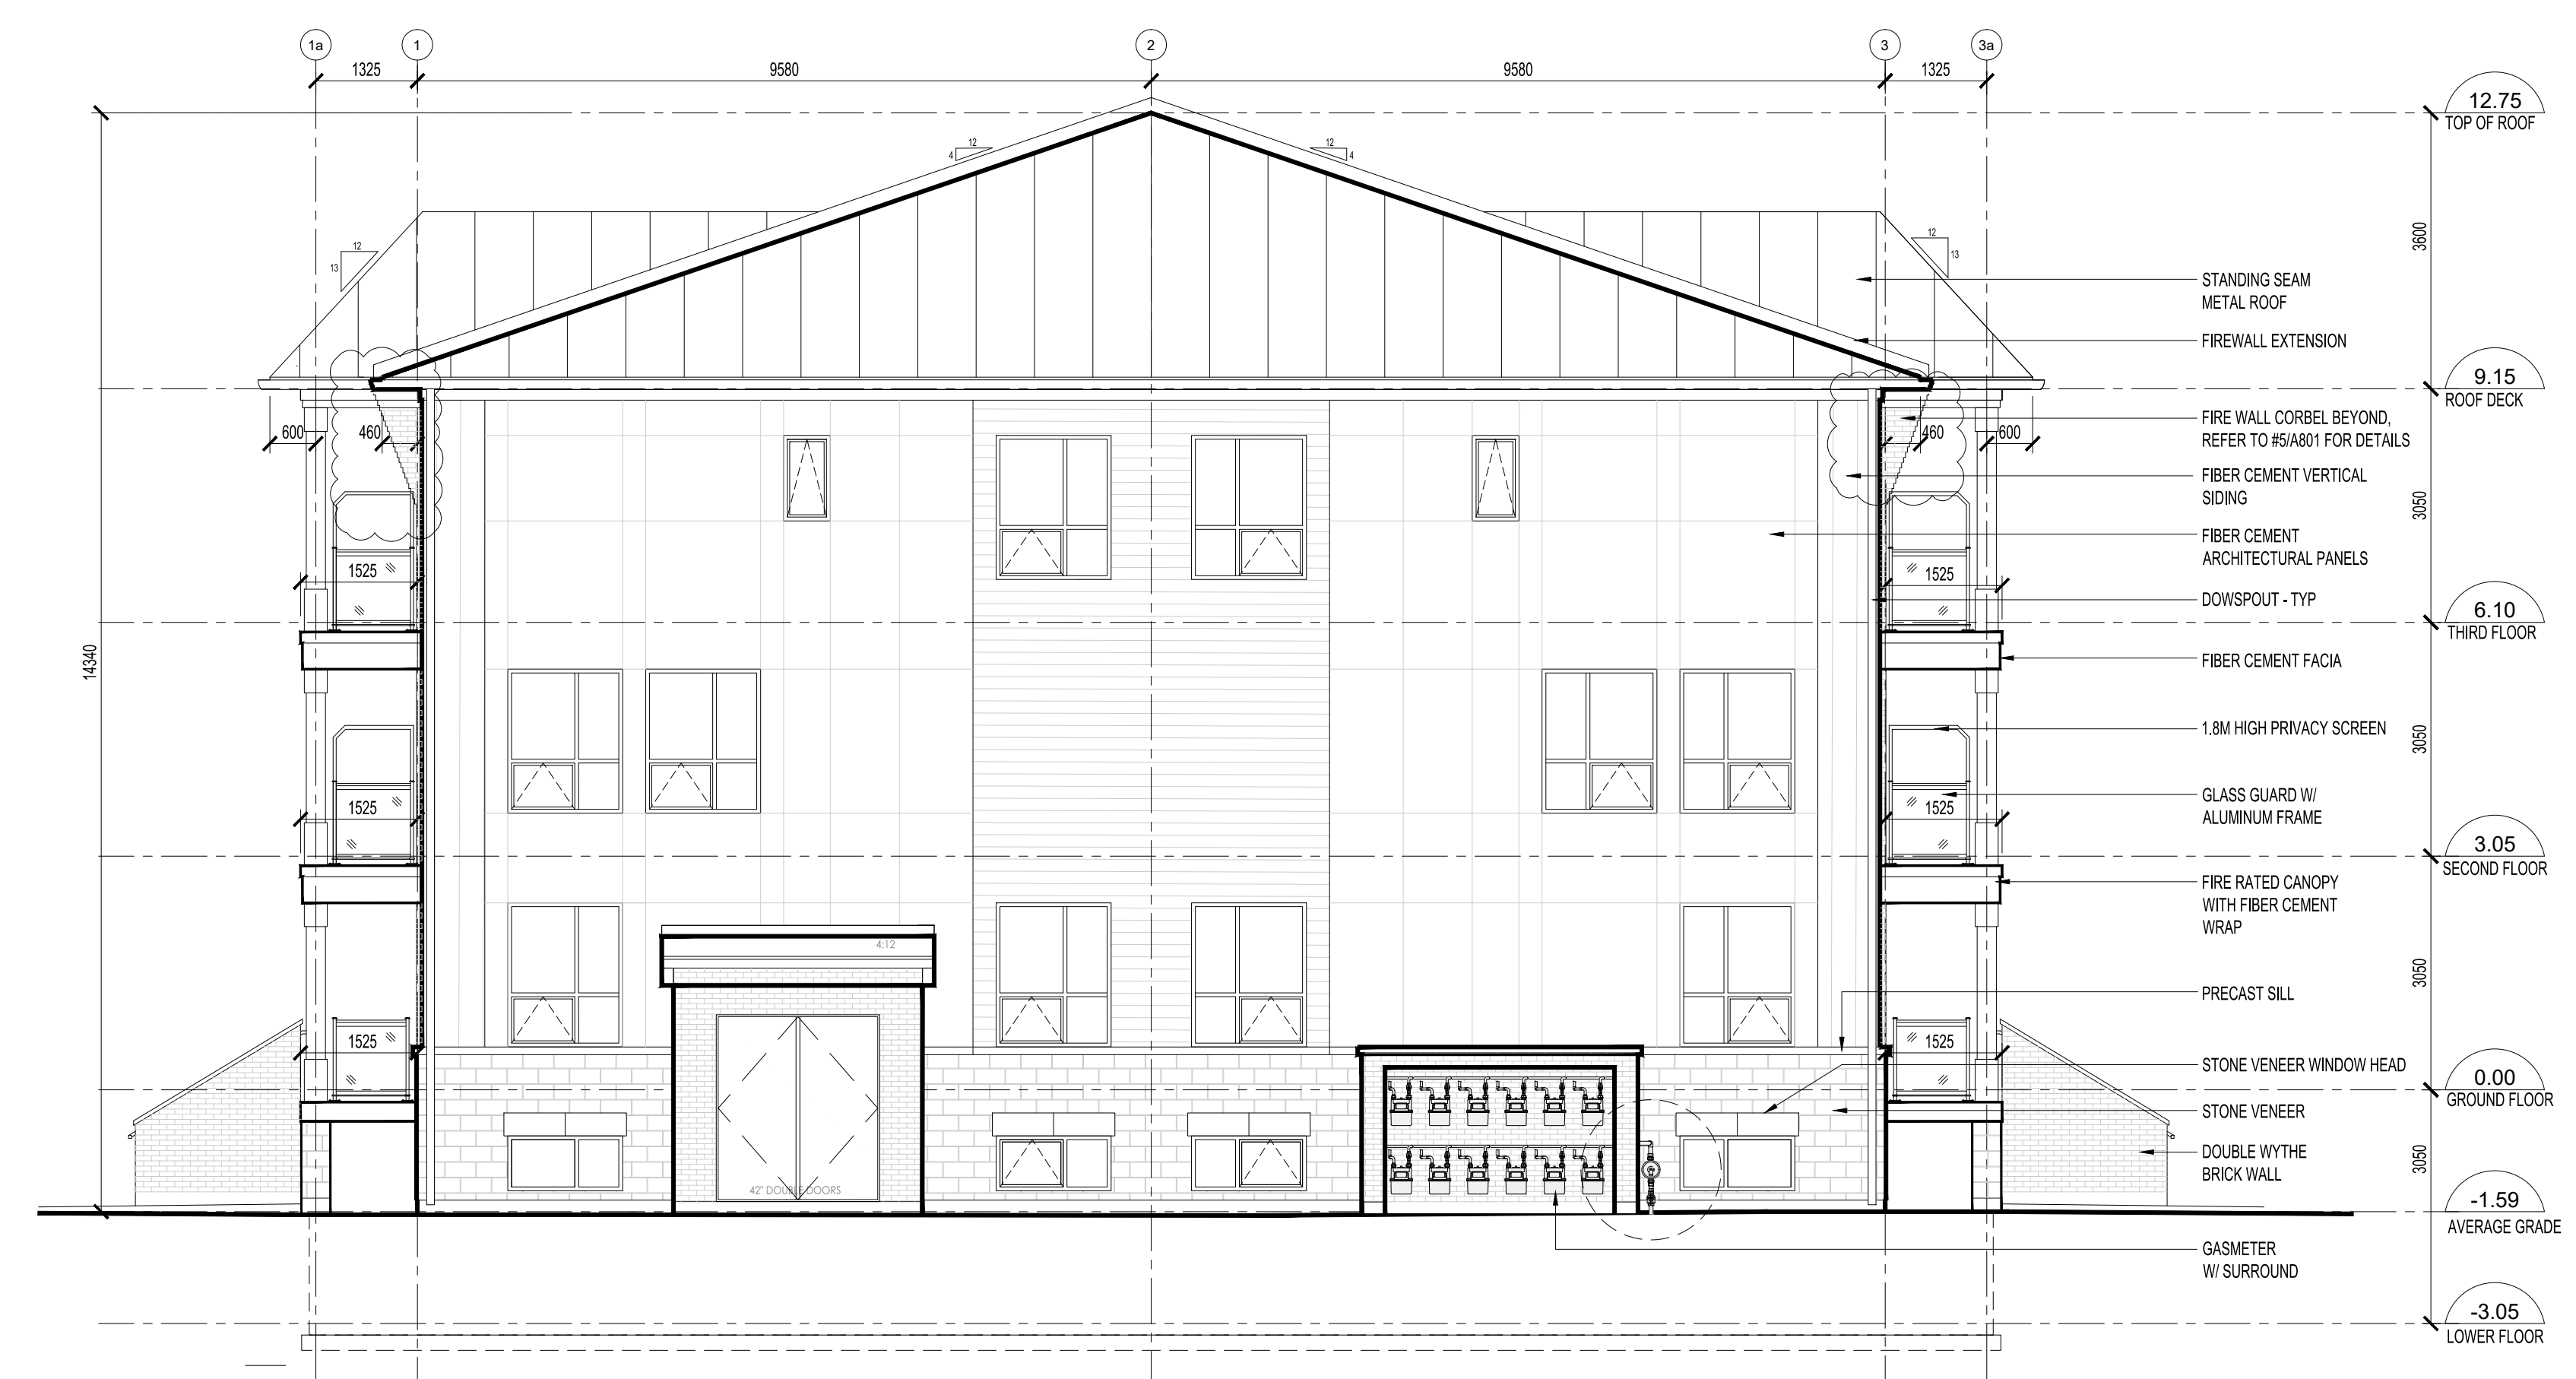 1a 1 2 3 3a
1325 9580 9580 1325
12.75
TOP OF ROOF
12
4
12
4
12
13
12
13
3600
STANDING SEAM
METAL ROOF
FIREWALL EXTENSION
9.15
ROOF DECK
600 460
460 600
FIRE WALL CORBEL BEYOND,
REFER TO #5/A801 FOR DETAILS
FIBER CEMENT VERTICAL
SIDING
3050
FIBER CEMENT
ARCHITECTURAL PANELS
1525
1525
DOWSPOUT - TYP
6.10
THIRD FLOOR
14340
FIBER CEMENT FACIA
1.8M HIGH PRIVACY SCREEN
3050
GLASS GUARD W/
ALUMINUM FRAME
1525
1525
3.05
SECOND FLOOR
FIRE RATED CANOPY
WITH FIBER CEMENT
WRAP
4:12
3050
PRECAST SILL
1525
1525
STONE VENEER WINDOW HEAD
0.00
GROUND FLOOR
STONE VENEER
DOUBLE WYTHE
BRICK WALL
3050
42" DOUBLE DOORS
-1.59
AVERAGE GRADE
GASMETER
W/ SURROUND
-3.05
LOWER FLOOR